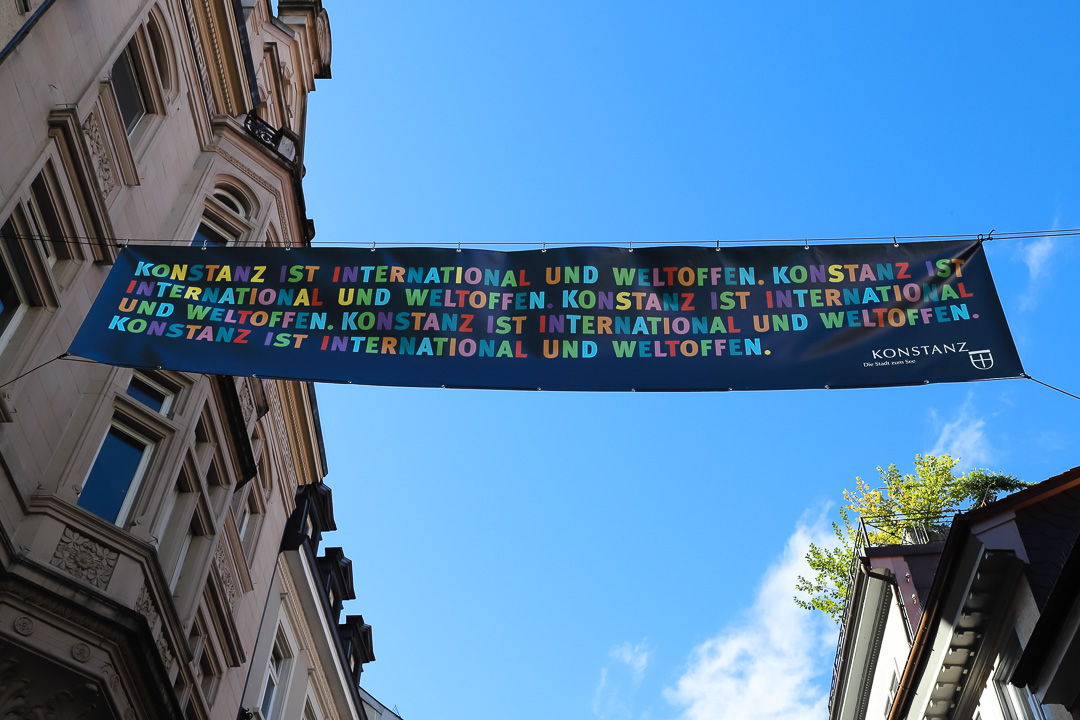 KONSTANZ IST INTERNATIONAL UND WELTOFFEN. KONSTANZ IST
INTERNATIONAL UND WELTOFFEN. KONSTANZ IST INTERNATIONAL
UND WELTOFFEN. KONSTANZ IST INTERNATIONAL UND WELTOFFEN.
KONSTANZ IST INTERNATIONAL UND WELTOFFEN.
KONSTANZ
Die Stadt zum See